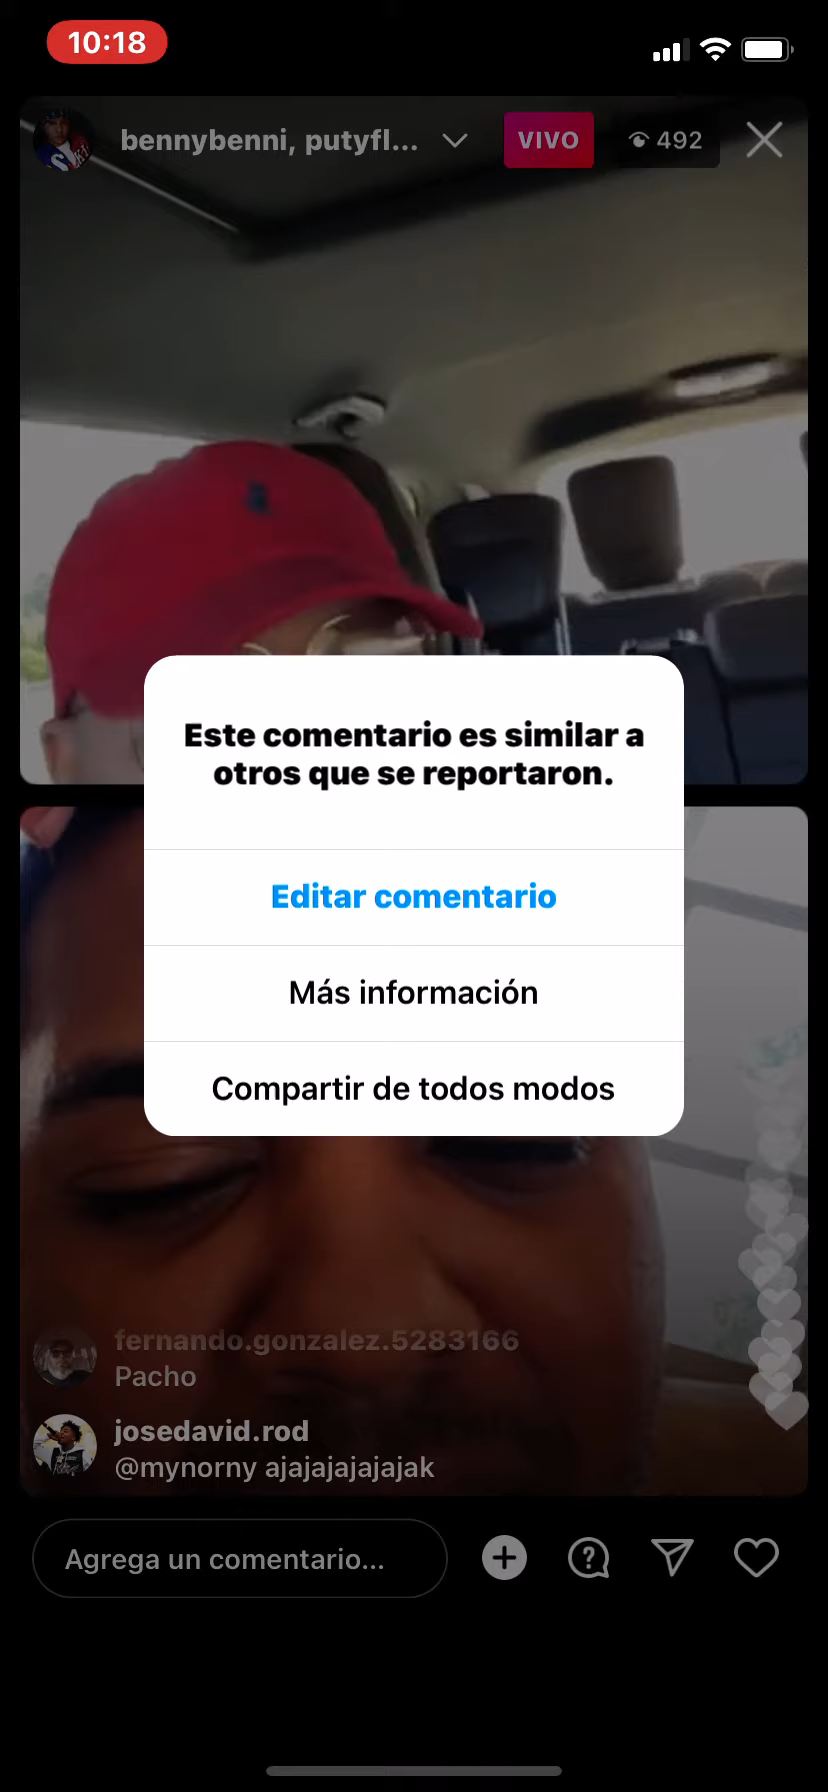 10:18
bennybenni, putyfl...
VIVO
492
Este comentario es similar a
otros que se reportaron.
Editar comentario
Más información
Compartir de todos modos
fernando.gonzalez.5283166
Pacho
josedavid.rod
@mynorny ajajajajajajak
Agrega un comentario...